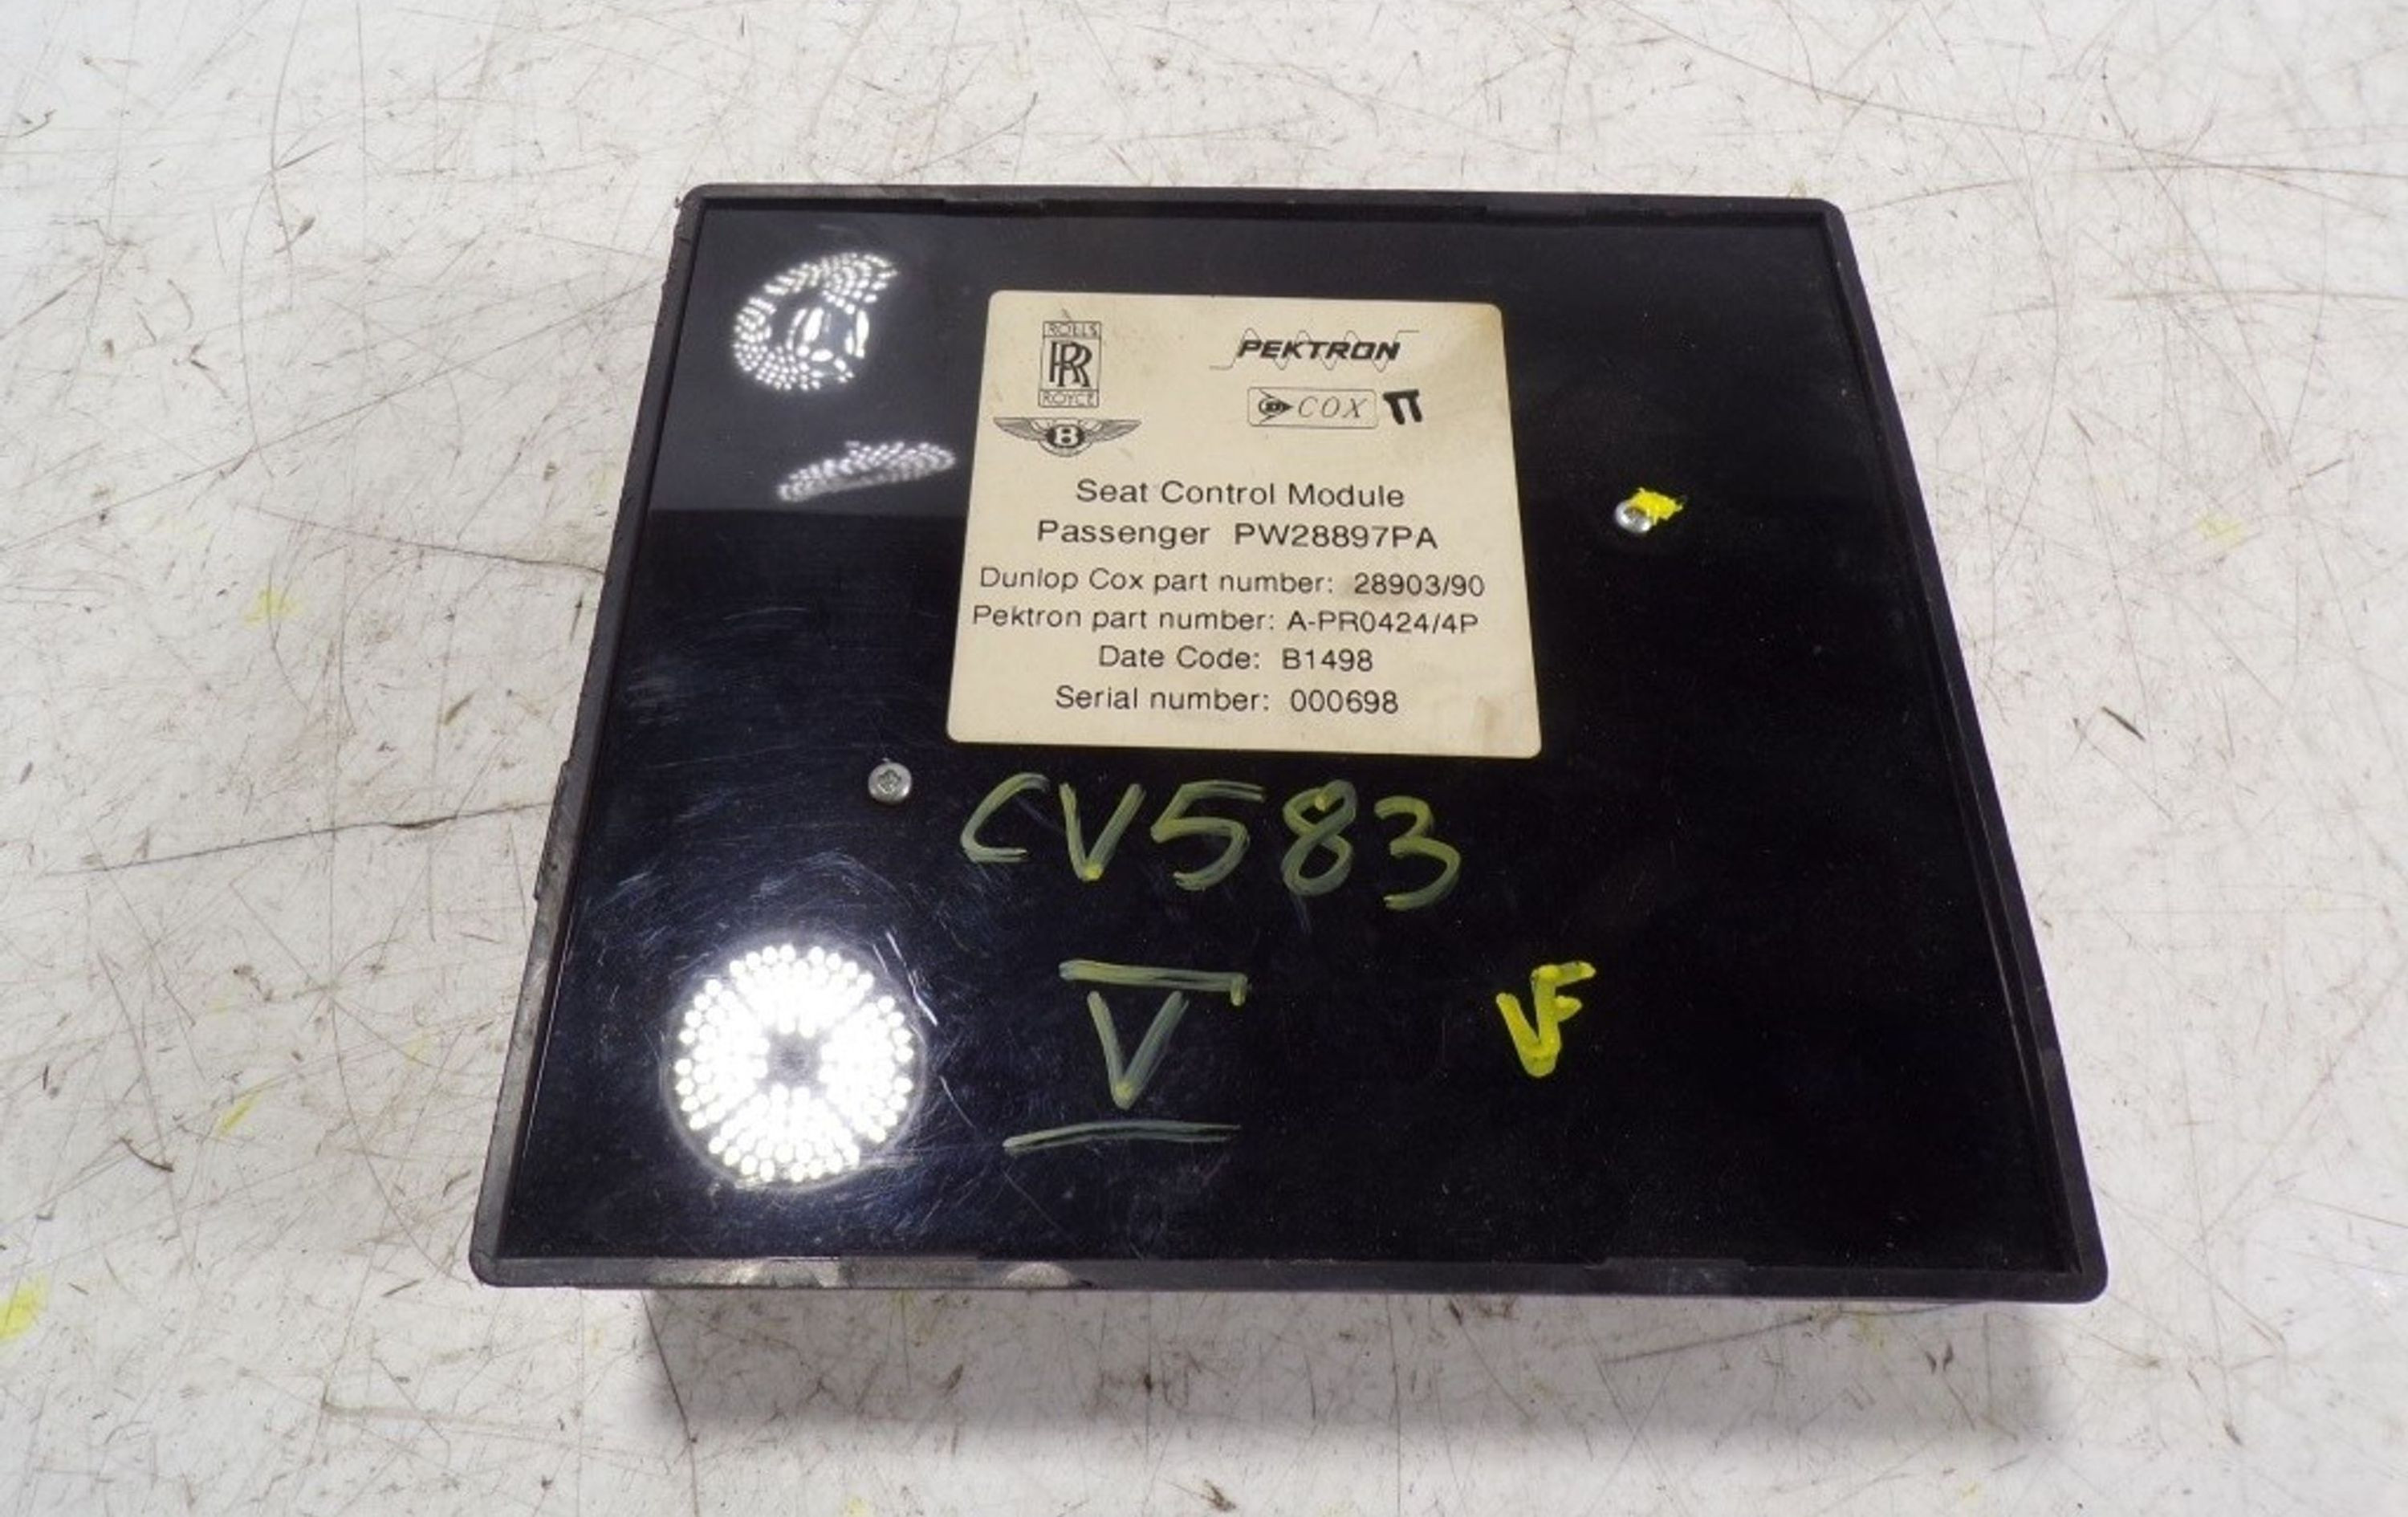 ROLLS
RR
ROYCE
B
PEKTRON
COX
Seat Control Module
Passenger PW28897PA
Dunlop Cox part number: 28903/90
Pektron part number: A-PR0424/4P
Date Code: B1498
Serial number: 000698
CV583
V
VF